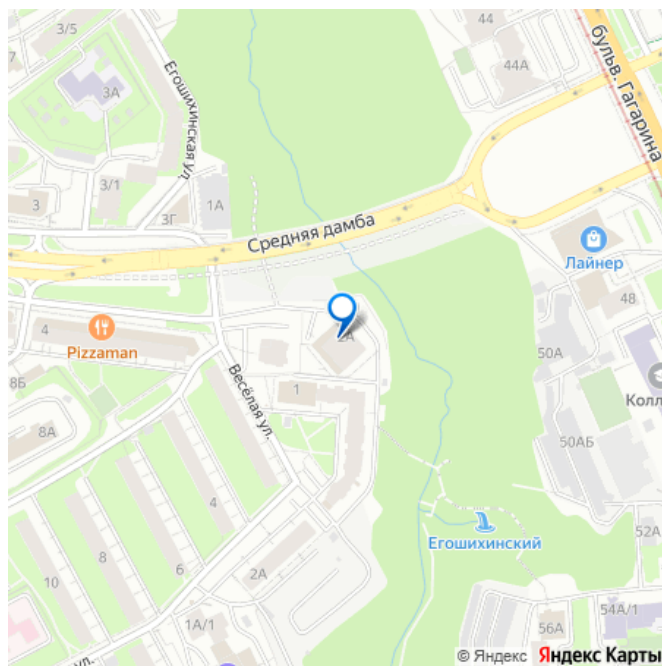 3/5
44
44А
бульв. Гагарина
7
3А
Егошихинская ул.
3/1
3
3Г
1А
Средняя дамба
Лайнер
48
4
Pizzaman
2А
50А
8Б
1
Колл
Весёлая ул.
8А
50АБ
4
8
6
10
Егошихинский
52А
2А
54А/1
1А/1
56А
ул.
© Яндекс Яндекс Карты